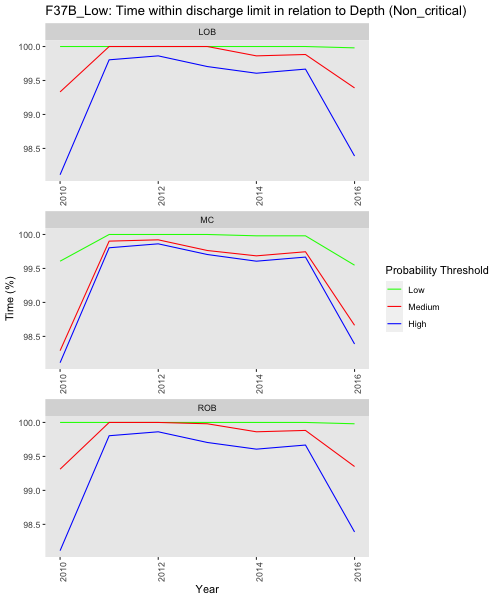 F37B_Low: Time within discharge limit in relation to Depth (Non_critical)
LOB
100.0
99.5
99.0
98.5
2010
2012
2014
2016
MC
100.0
99.5
99.0
98.5
2010
2012
2014
2016
ROB
100.0
99.5
99.0
98.5
2010
2012
2014
2016
Time (%)
Year
Probability Threshold
Low
Medium
High